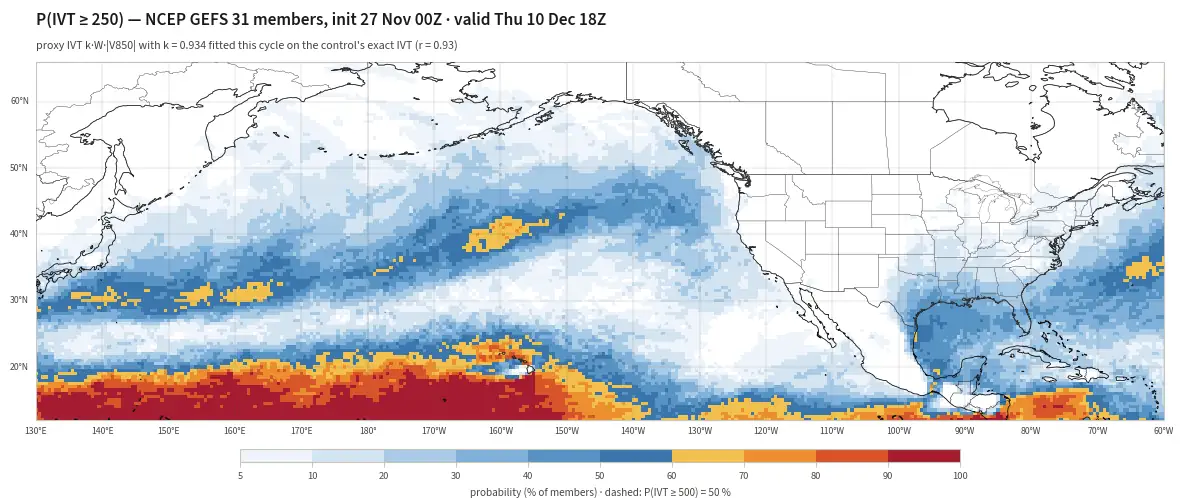 P(IVT ≥ 250) — NCEP GEFS 31 members, init 27 Nov 00Z · valid Thu 10 Dec 18Z
proxy IVT k·W·|V850| with k = 0.934 fitted this cycle on the control's exact IVT (r = 0.93)
60°N
50°N
40°N
30°N
20°N
130°E 140°E 150°E 160°E 170°E 180° 170°W 160°W 150°W 140°W 130°W 120°W 110°W 100°W 90°W 80°W 70°W 60°W
5 10 20 30 40 50 60 70 80 90 100
probability (% of members) · dashed: P(IVT ≥ 500) = 50 %